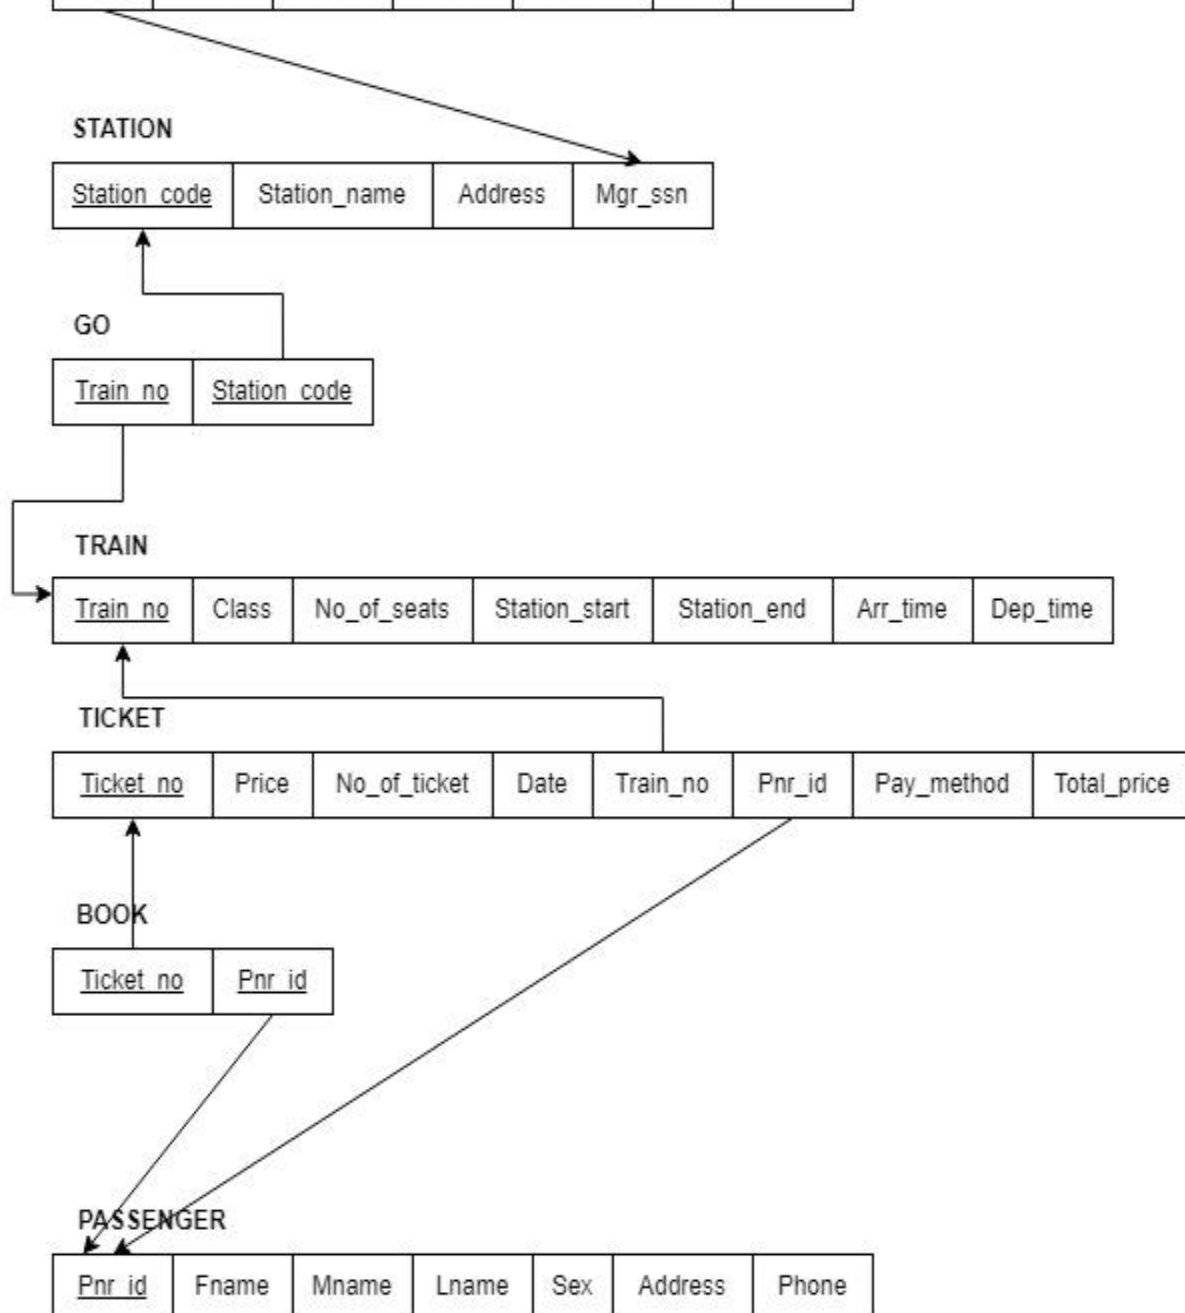 STATION
Station_code Station_name Address Mgr_ssn
GO
Train_no Station_code
TRAIN
Train_no Class No_of_seats Station_start Station_end Arr_time Dep_time
TICKET
Ticket_no Price No_of_ticket Date Train_no Pnr_id Pay_method Total_price
BOOK
Ticket_no Pnr_id
PASSENGER
Pnr_id Fname Mname Lname Sex Address Phone